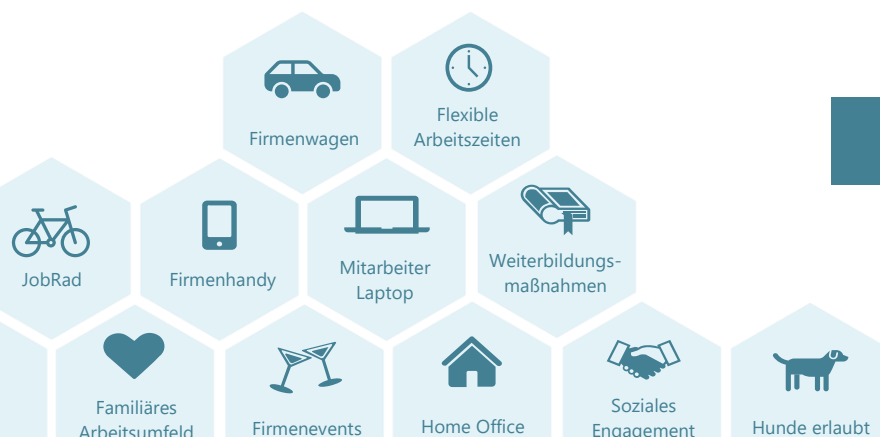 Firmenwagen
Flexible
Arbeitszeiten
JobRad
Firmenhandy
Mitarbeiter
Laptop
Weiterbildungs-
maßnahmen
Familiäres
Arbeitsumfeld
Firmenevents
Home Office
Soziales
Engagement
Hunde erlaubt